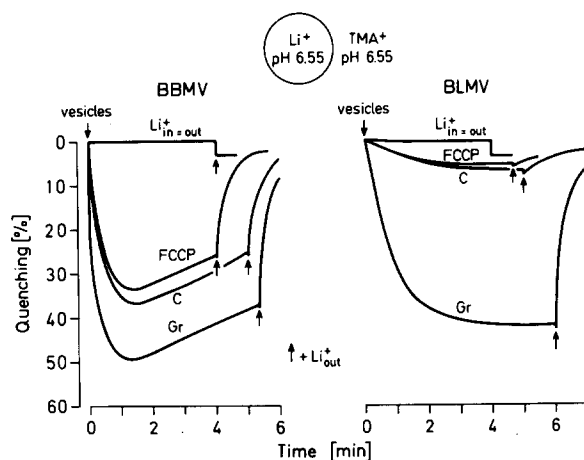 Li+ TMA+
pH 6.55 pH 6.55
BBMV BLMV
vesicles vesicles
Li+ in = out Li+ in = out
0
10
20
30
40
50
60
Quenching [%]
FCCP
C
Gr
↑ + Li+ out
FCCP
C
Gr
0 2 4 6 0 2 4 6
Time [min]